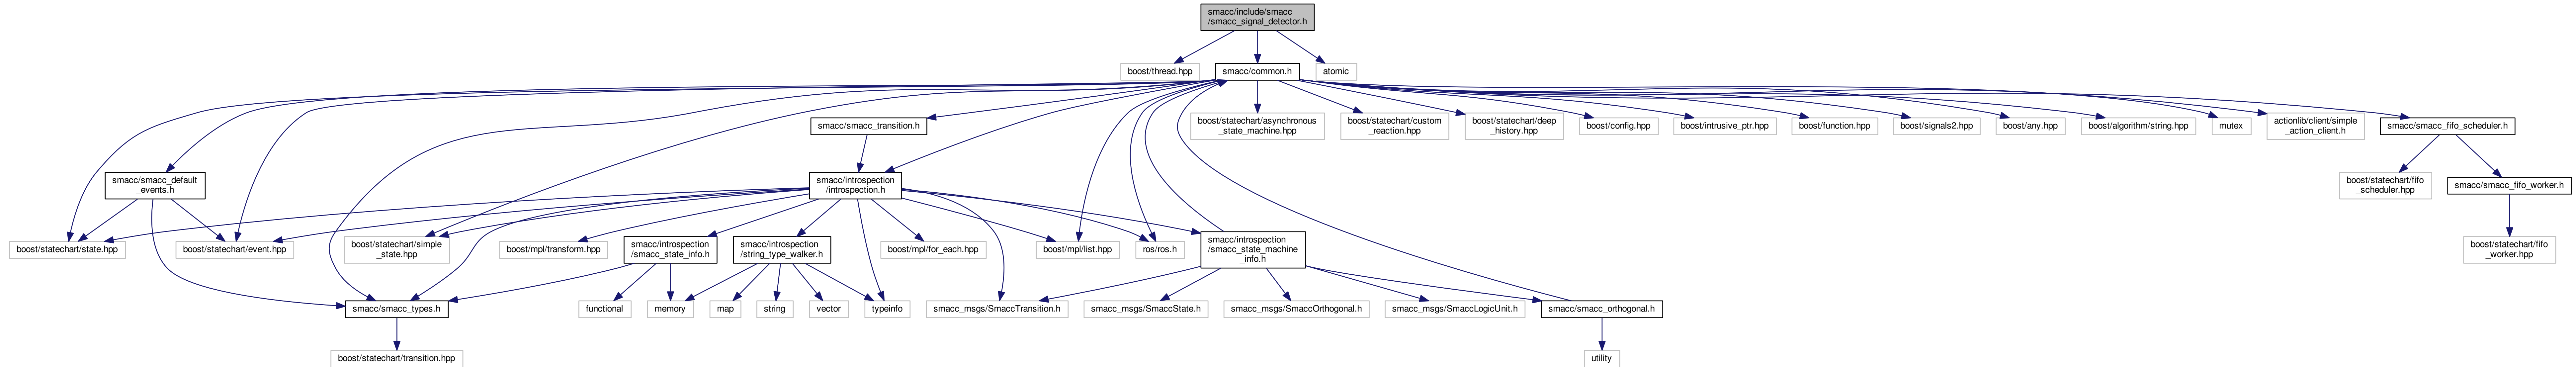 smacc/include/smacc
/smacc_signal_detector.h
boost/thread.hpp
smacc/common.h
atomic
smacc/smacc_transition.h
boost/statechart/asynchronous
_state_machine.hpp
boost/statechart/custom
_reaction.hpp
boost/statechart/deep
_history.hpp
boost/config.hpp
boost/intrusive_ptr.hpp
boost/function.hpp
boost/signals2.hpp
boost/any.hpp
boost/algorithm/string.hpp
mutex
actionlib/client/simple
_action_client.h
smacc/smacc_fifo_scheduler.h
smacc/smacc_default
_events.h
smacc/introspection
/introspection.h
boost/statechart/fifo
_scheduler.hpp
smacc/smacc_fifo_worker.h
boost/statechart/state.hpp
boost/statechart/event.hpp
boost/statechart/simple
_state.hpp
boost/mpl/transform.hpp
smacc/introspection
/smacc_state_info.h
smacc/introspection
/string_type_walker.h
boost/mpl/for_each.hpp
boost/mpl/list.hpp
ros/ros.h
smacc/introspection
/smacc_state_machine
_info.h
boost/statechart/fifo
_worker.hpp
smacc/smacc_types.h
functional
memory
map
string
vector
typeinfo
smacc_msgs/SmaccTransition.h
smacc_msgs/SmaccState.h
smacc_msgs/SmaccOrthogonal.h
smacc_msgs/SmaccLogicUnit.h
smacc/smacc_orthogonal.h
boost/statechart/transition.hpp
utility